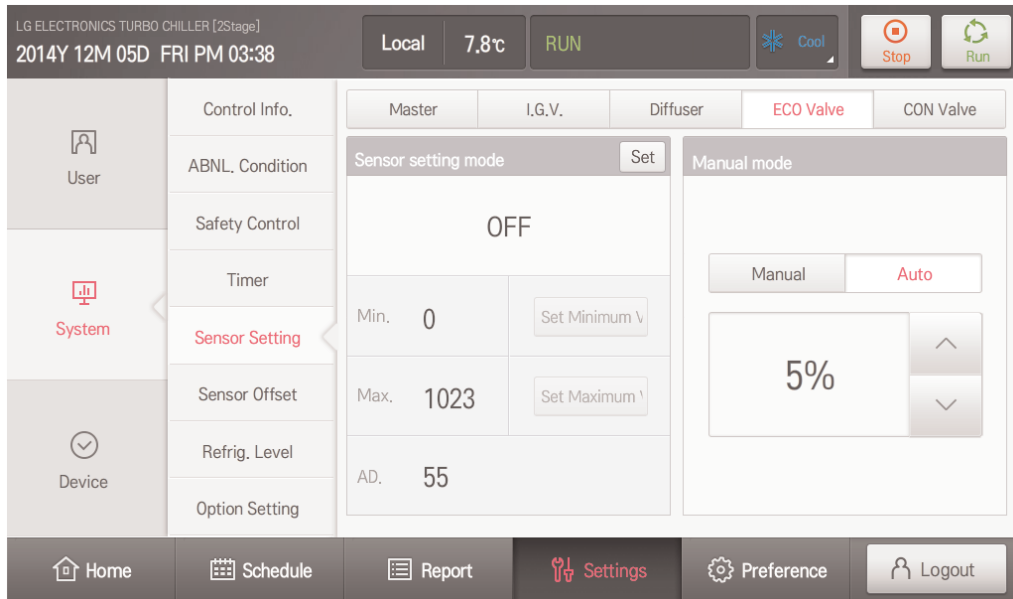 LG ELECTRONICS TURBO CHILLER [2Stage]
2014Y 12M 05D FRI PM 03:38
Local 7.8℃ RUN Cool Stop Run
User
System
Device
Control Info.
ABNL. Condition
Safety Control
Timer
Sensor Setting
Sensor Offset
Refrig. Level
Option Setting
Master I.G.V. Diffuser ECO Valve CON Valve
Sensor setting mode Set
OFF
Min. 0 Set Minimum V
Max. 1023 Set Maximum
AD. 55
Manual mode
Manual Auto
5%
Home Schedule Report Settings Preference Logout